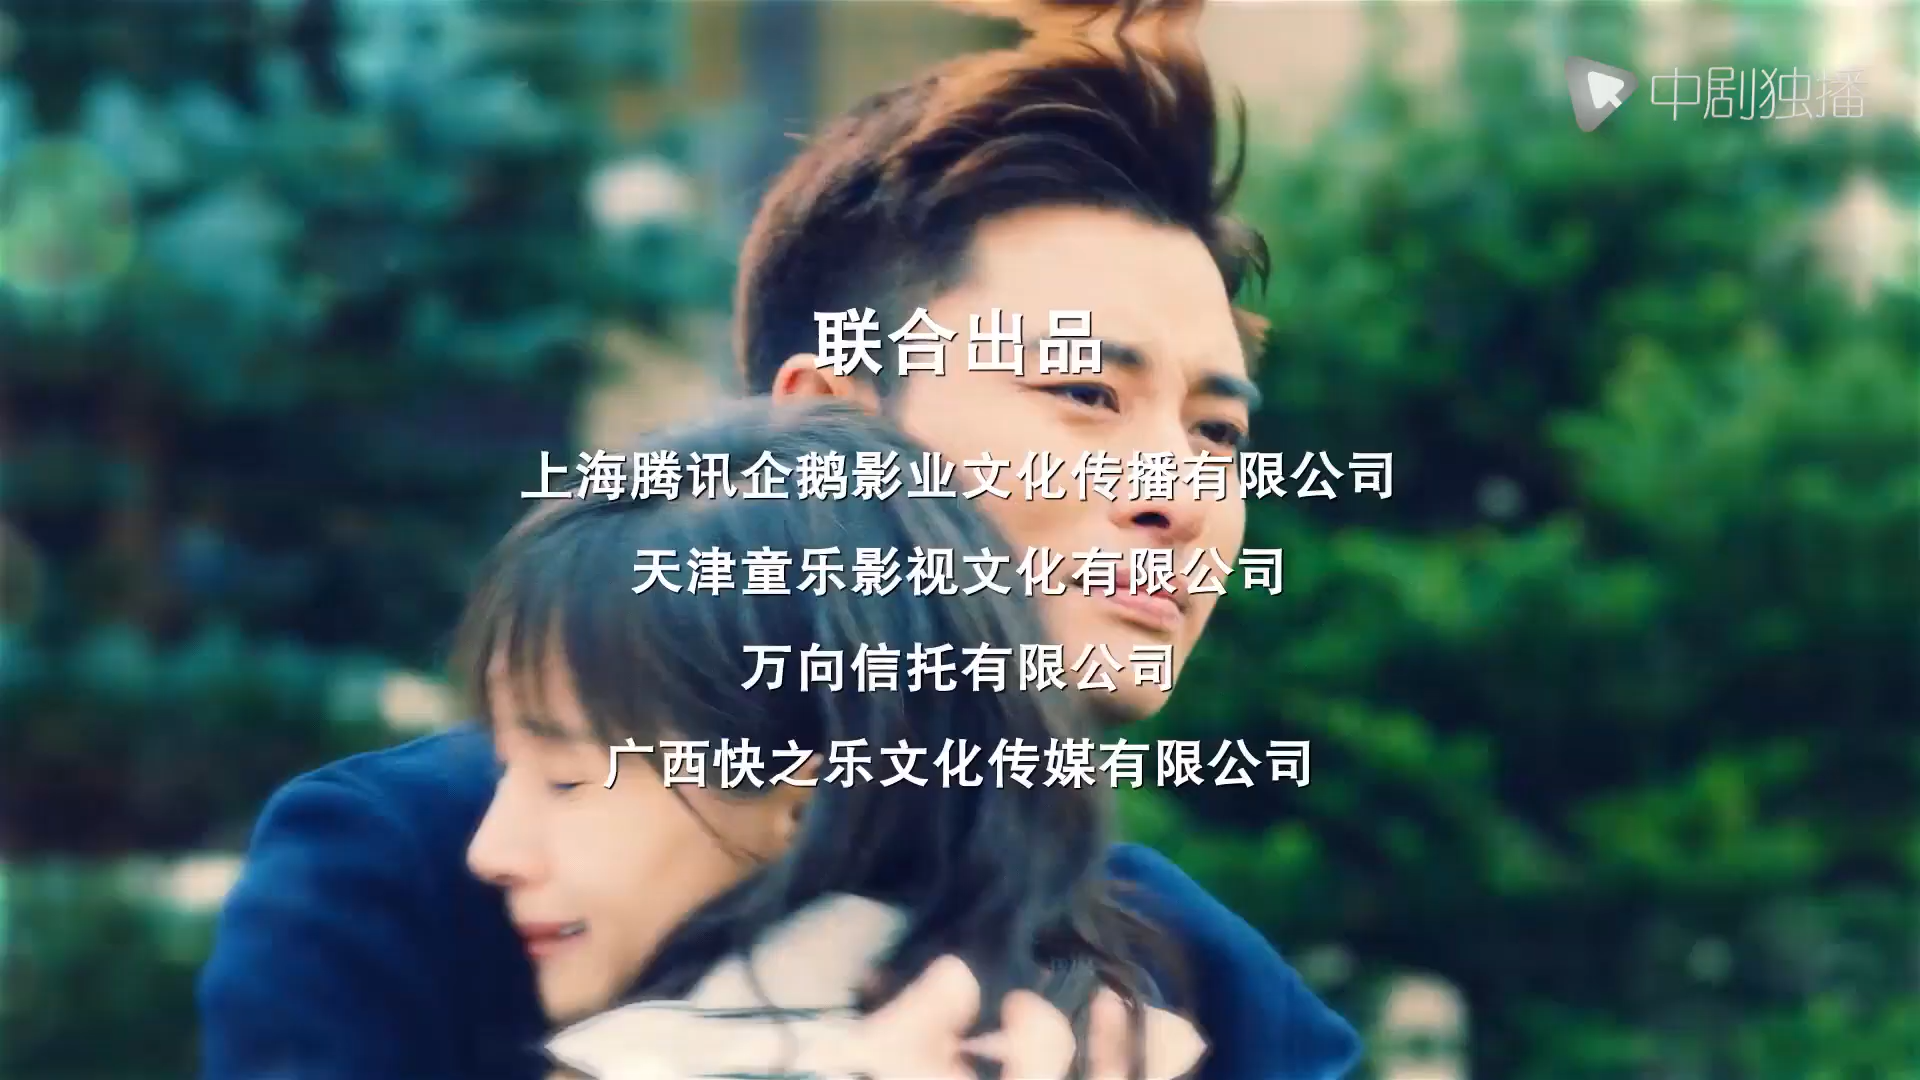 中剧独播
联合出品
上海腾讯企鹅影业文化传播有限公司
天津童乐影视文化有限公司
万向信托有限公司
广西快之乐文化传媒有限公司